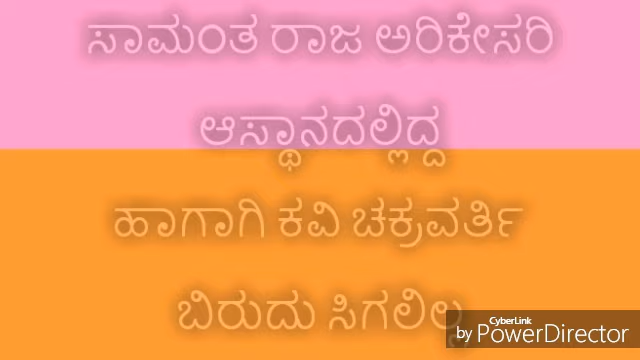 ಸಾಮಂತ ರಾಜ ಅರಿಕೇಸರಿ
ಆಸ್ಥಾನದಲ್ಲಿದ್ದ
ಹಾಗಾಗಿ ಕವಿ ಚಕ್ರವರ್ತಿ
ಬಿರುದು ಸಿಗಲಿಲ್ಲ
CyberLink
by PowerDirector